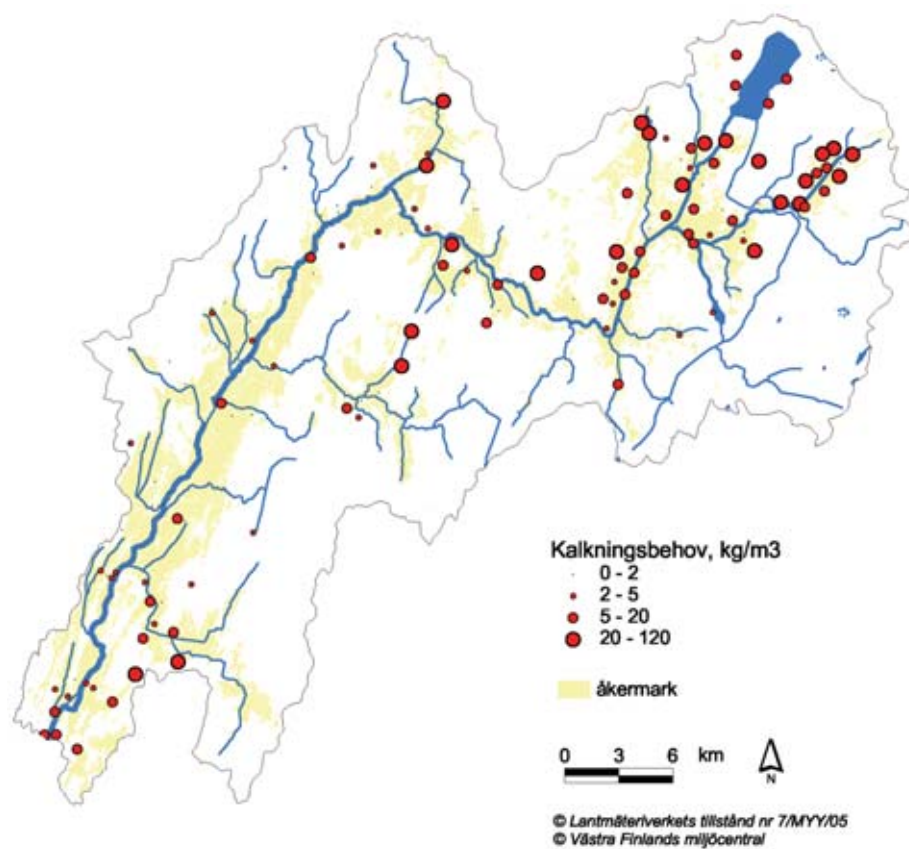 Kalkningsbehov, kg/m3
0 - 2
2 - 5
5 - 20
20 - 120
åkermark
0 3 6 km
N
© Lantmäteriverkets tillstånd nr 7/MYY/05
© Västra Finlands miljöcentral